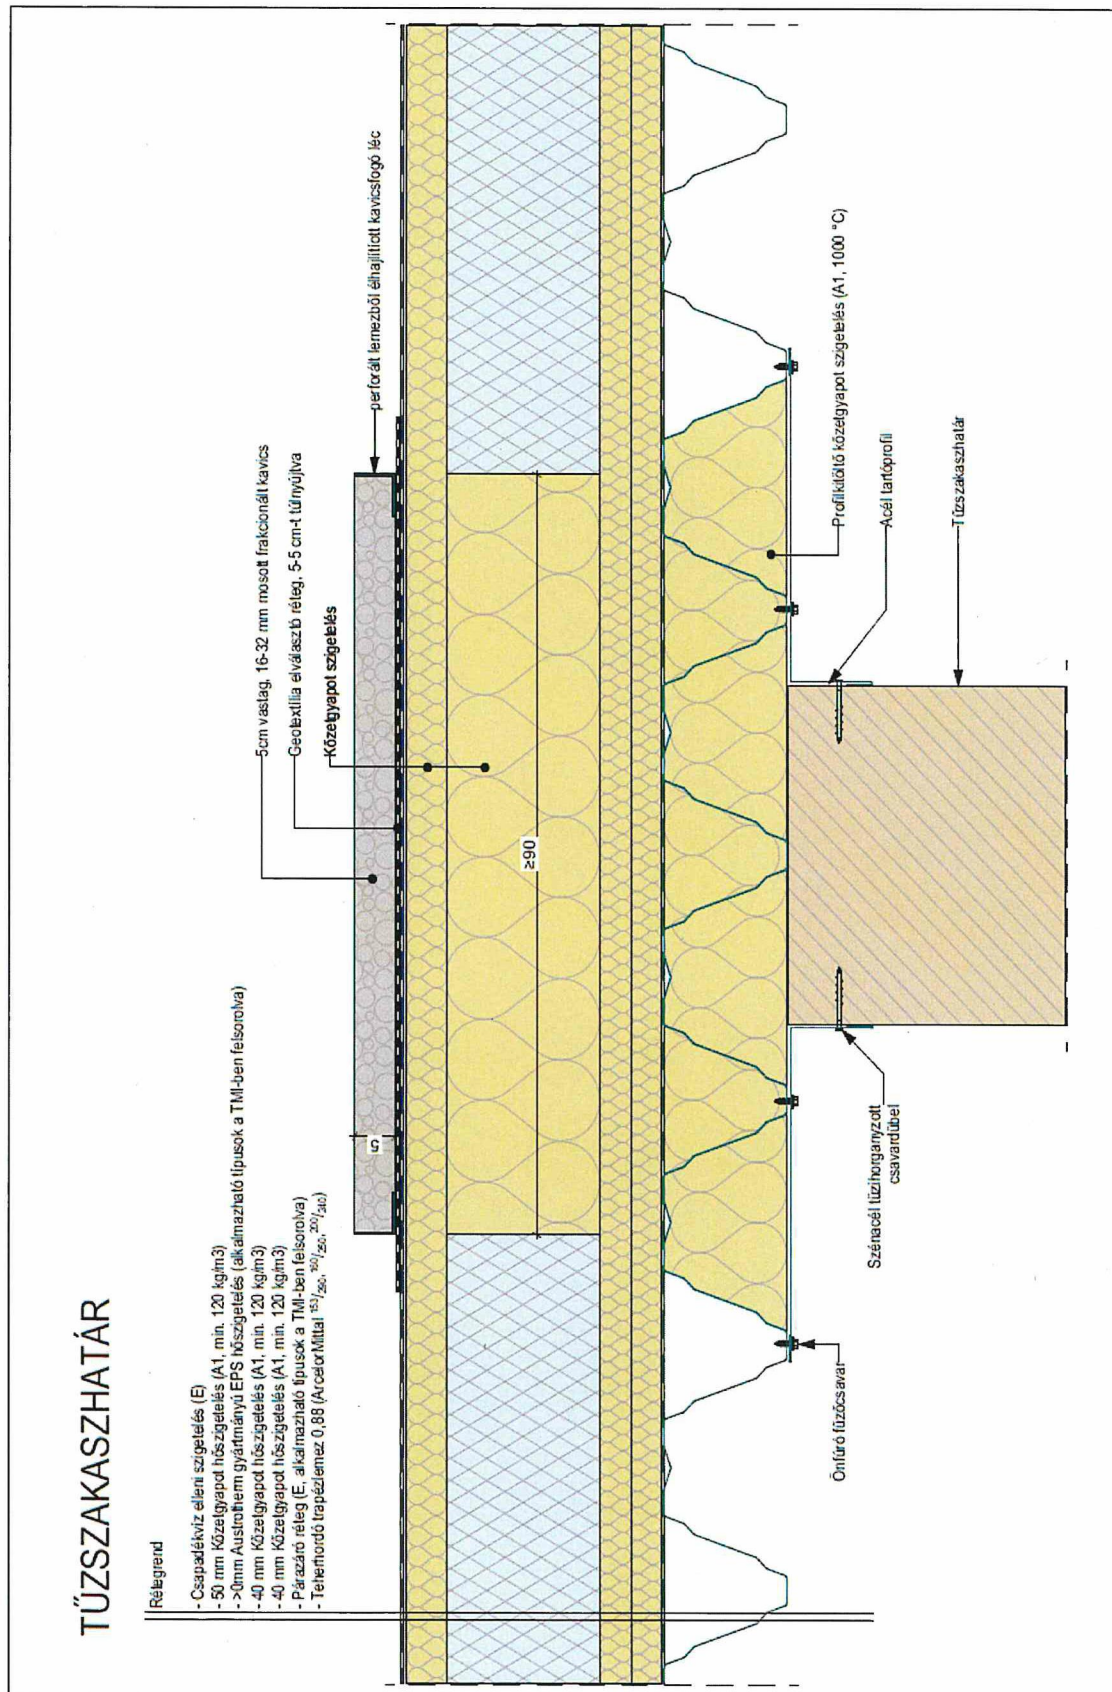 TŰZSZAKASZHATÁR
Rétegrend
- Csapadékvíz elleni szigetelés (E)
- 50 mm Kőzetgyapot hőszigetelés (A1, min. 120 kg/m3)
- >0mm Austrotherm gyártmányú EPS hőszigetelés (alkalmazható típusok a TMI-ben felsorolva)
- 40 mm Kőzetgyapot hőszigetelés (A1, min. 120 kg/m3)
- 40 mm Kőzetgyapot hőszigetelés (A1, min. 120 kg/m3)
- Párazáró réteg (E, alkalmazható típusok a TMI-ben felsorolva)
- Teherhordó trapézlemez 0,88 (ArcelorMittal
5cm vastag, 16-32 mm mosott frakcionált kavics
Geotextília elválasztó réteg, 5-5 cm-t túlnyújtva
Kőzetgyapot szigetelés
perforált lemezből élhajlított kavicsfogó léc
5
≥90
Profilkitöltő kőzetgyapot szigetelés (A1, 1000 °C)
Acél tartóprofil
Tűzszakaszhatár
Szénacél tűzihorganyzott
csavardübel
Önfúró fűzőcsavar